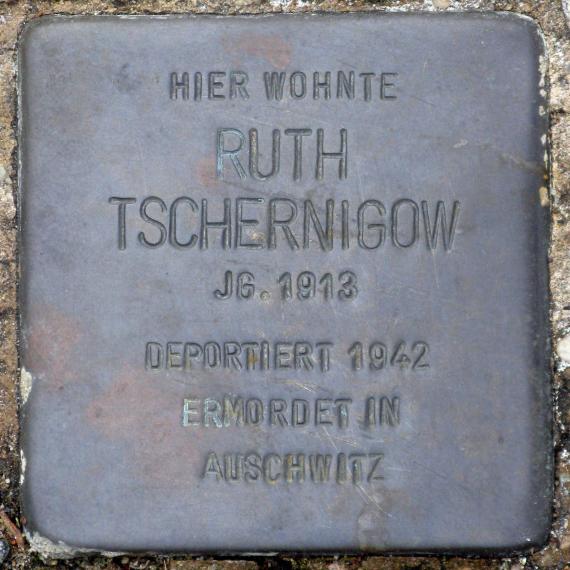 HIER WOHNTE
RUTH
TSCHERNIGOW
JG. 1913
DEPORTIERT 1942
ERMORDET IN
AUSCHWITZ